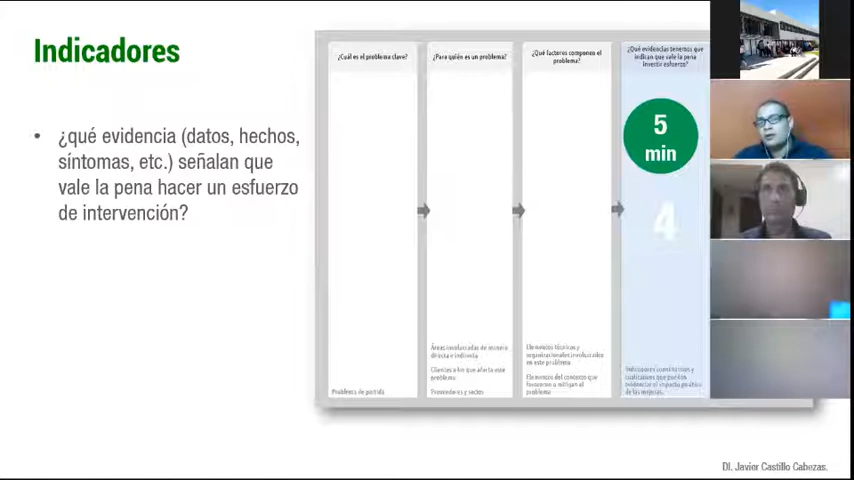 Indicadores
• ¿qué evidencia (datos, hechos,
síntomas, etc.) señalan que
vale la pena hacer un esfuerzo
de intervención?
¿Cuál es el problema clave?
Problema de partida
¿Para quién es un problema?
Áreas involucradas de manera
directa e indirecta
Clientes a los que afecta este
problema
Proveedores y socios
¿Qué factores componen el
problema?
Elementos técnicos y
organizacionales involucrados
en este problema
Elementos del contexto que
favorecen o mitigan el
problema
¿Qué evidencias tenemos que
indican que vale la pena
invertir esfuerzo?
5
min
4
Indicadores cuantitativos y
cualitativos que puedan
evidenciar el impacto positivo
de las mejoras.
DI. Javier Castillo Cabezas.